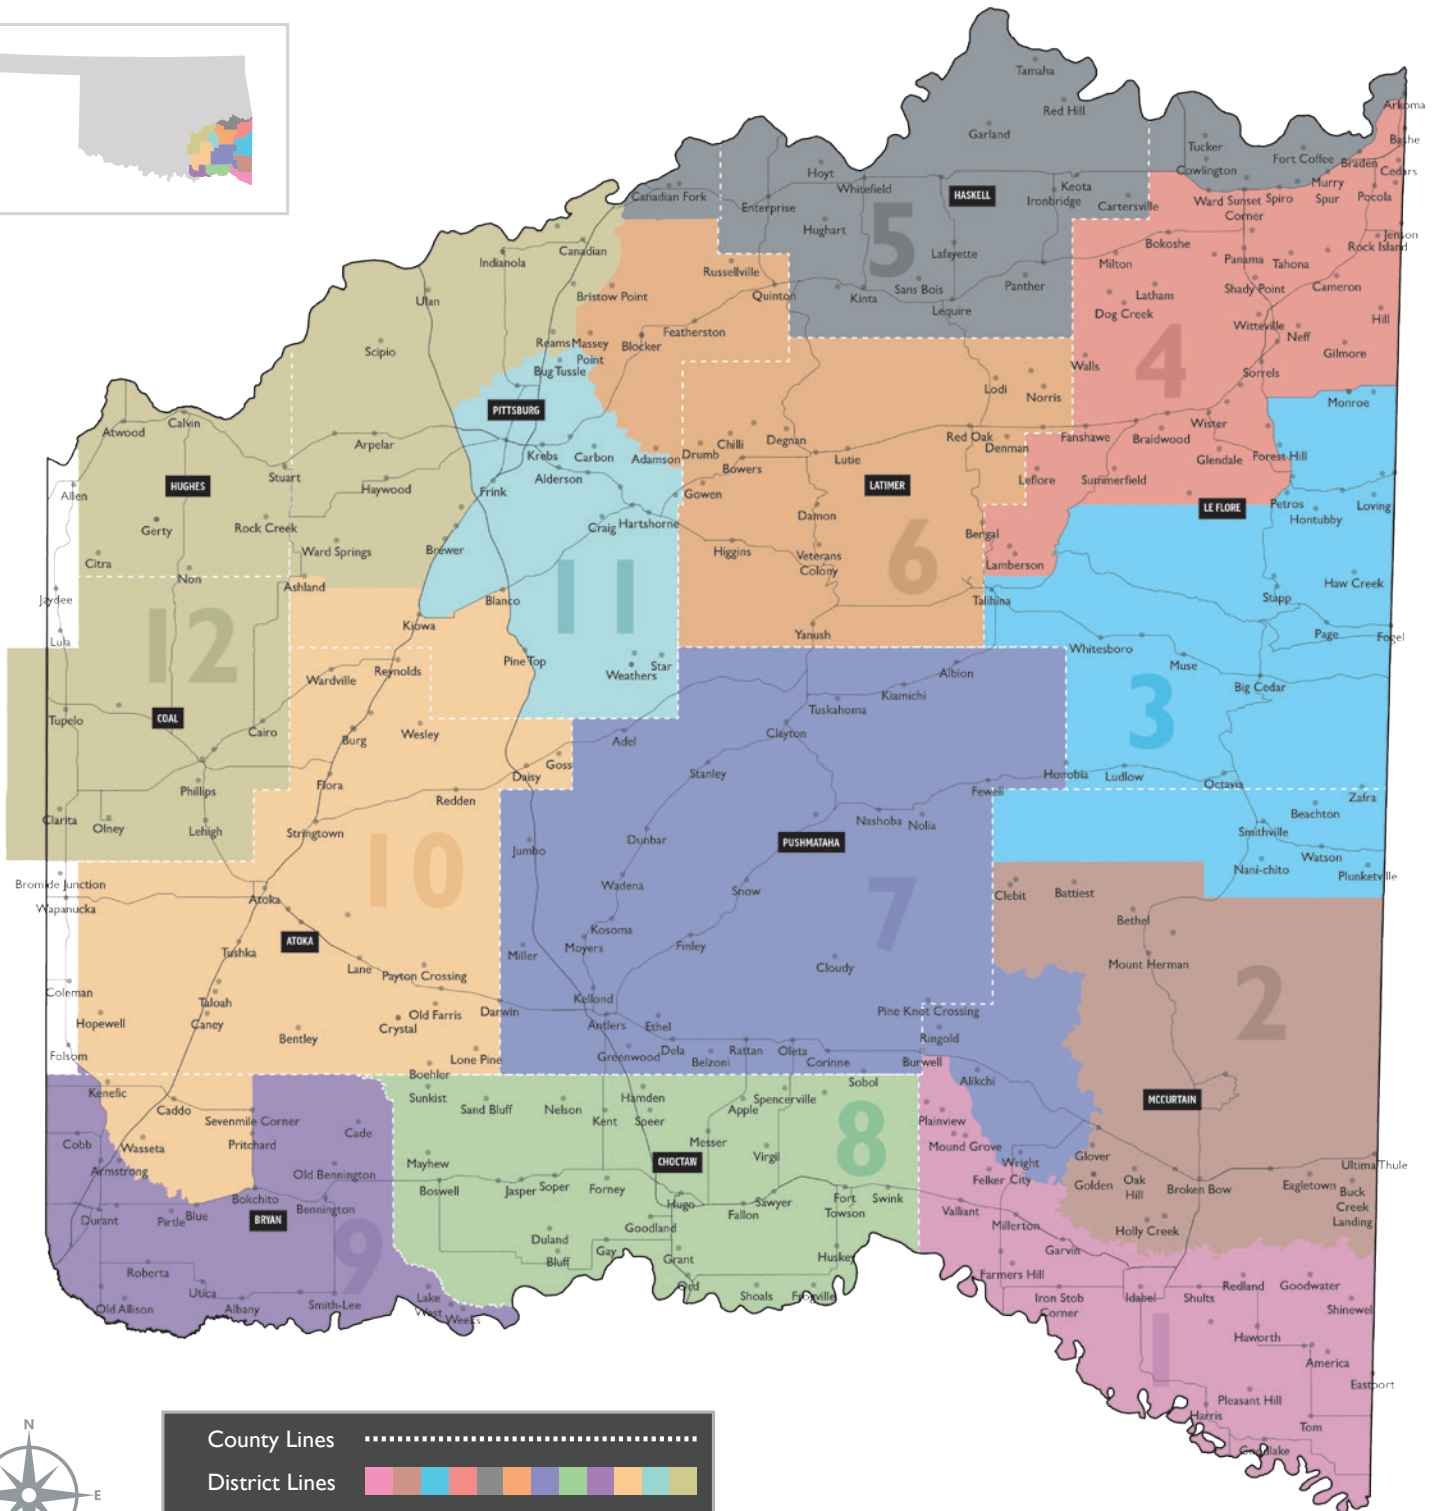 Tamaha
Red Hill
Garland
Arkoma
Bashe
Tucker
Fort Coffee
Braden
Cowlington
Cedars
Hoyt
Whitefield
HASKELL
Keota
Murry
Spur
Canadian Fork
Enterprise
Ironbridge
Cartersville
Ward
Sunset
Corner
Spiro
Pocola
Hughart
5
Jenson
Rock Island
Canadian
Lafayette
Bokoshe
Indianola
Russellville
Milton
Panama
Tahona
Ulan
Bristow Point
Quinton
Kinta
Sans Bois
Panther
Latham
Shady Point
Cameron
Lequire
Dog Creek
Hill
Featherston
Witteville
Neff
Scipio
Reams
Massey
Point
Blocker
4
Gilmore
Bug Tussle
Walls
Sorrels
Lodi
Norris
Monroe
PITTSBURG
Atwood
Calvin
Wister
Arpelar
Chilli
Degnan
Red Oak
Fanshawe
Braidwood
Krebs
Carbon
Adamson
Drumb
Lutie
Denman
Glendale
Forest Hill
Bowers
Stuart
Alderson
HUGHES
Haywood
Frink
Gowen
LATIMER
Leflore
Summerfield
Allen
LE FLORE
Petros
Loving
Gerty
Rock Creek
Craig
Hartshorne
Damon
Hontubby
Bengal
Ward Springs
Brewer
Higgins
6
Citra
Veterans
Colony
Lamberson
Non
Ashland
11
Haw Creek
Jaydee
Blanco
Talihina
Stapp
12
Kiowa
Yanush
Page
Fogel
Lula
Whitesboro
Pine Top
Star
Muse
Reynolds
Weathers
Albion
Wardville
Big Cedar
Kiamichi
3
Tuskahoma
Tupelo
COAL
Cairo
Wesley
Clayton
Burg
Adel
Goss
Stanley
Daisy
Honobia
Ludlow
Flora
Octavia
Phillips
Redden
Fewell
Zafra
Clarita
Olney
Lehigh
Stringtown
Nashoba
Nolia
Beachton
10
Dunbar
PUSHMATAHA
Smithville
Jumbo
Watson
Nani-chito
Plunketville
Bromide Junction
Wadena
Snow
Clebit
Battiest
Wapanucka
Atoka
7
Bethel
Kosoma
ATOKA
Moyers
Finley
Tushka
Miller
Lane
Payton Crossing
Cloudy
Mount Herman
2
Coleman
Kellond
Taloah
Old Farris
Darwin
Pine Knot Crossing
Hopewell
Caney
Crystal
Antlers
Ethel
Bentley
Ringold
Folsom
Lone Pine
Greenwood
Dela
Belzoni
Rattan
Oleta
Corinne
Burwell
Boehler
Sobol
Alikchi
Kenefic
Sunkist
Hamden
Spencerville
MCCURTAIN
Caddo
Sand Bluff
Nelson
Apple
Sevenmile Corner
Kent
Speer
8
Plainview
Cade
Cobb
Wasseta
Pritchard
Messer
Mound Grove
Virgil
Glover
Armstrong
Mayhew
CHOCTAW
Wright
Ultima Thule
Old Bennington
Felker City
Golden
Oak
Hill
Broken Bow
Eagletown
Boswell
Jasper
Soper
Forney
Bokchito
Sawyer
Fort
Towson
Swink
Buck
Creek
Landing
Bennington
Hugo
Durant
Pirtle
Blue
BRYAN
Fallon
Valliant
Millerton
Holly Creek
Goodland
9
Duland
Gay
Garvin
Bluff
Grant
Huskey
Roberta
Farmers Hill
Utica
Ord
Redland
Goodwater
Lake
West
Shoals
Frogville
Iron Stob
Corner
Idabel
Shults
Old Allison
Albany
Smith-Lee
Weeks
Shinewel
1
Haworth
America
Eastport
Pleasant Hill
Harris
Tom
Goodlake
N
E
County Lines
District Lines